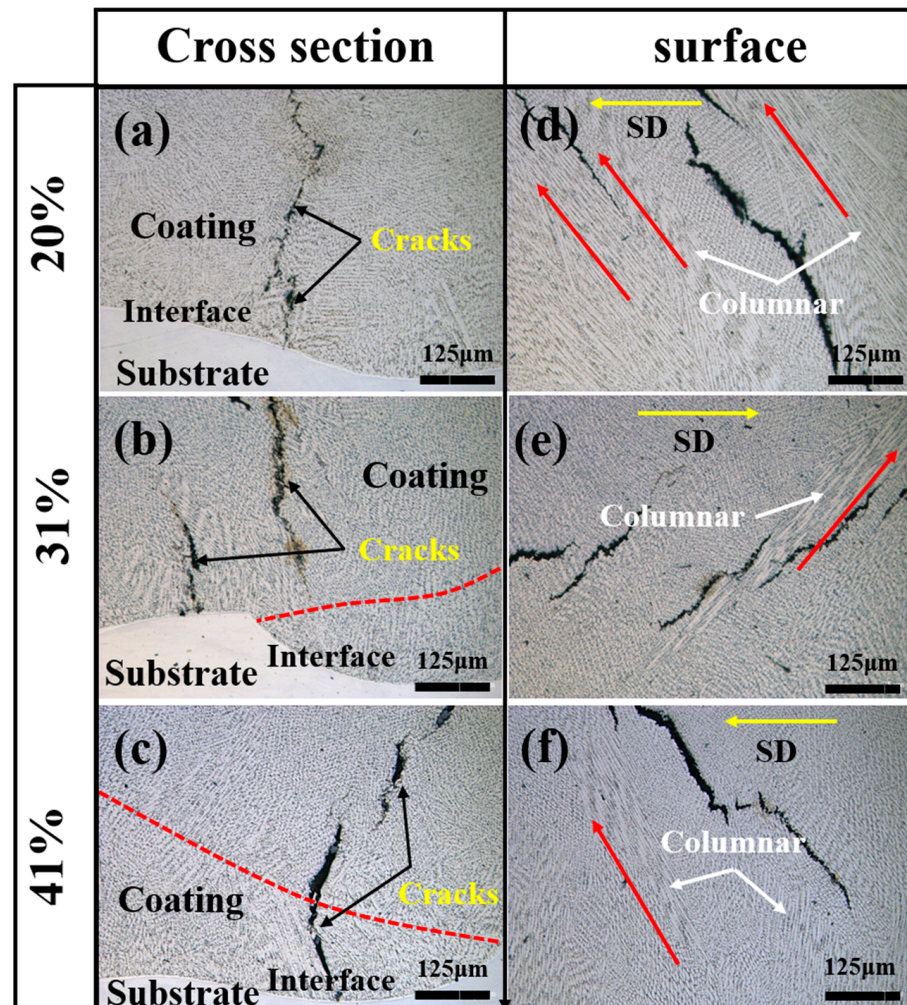 Cross section
surface
20%
(a)
Coating
Cracks
Interface
Substrate
125μm
(d)
SD
Columnar
125μm
31%
(b)
Coating
Cracks
Substrate
Interface
125μm
(e)
SD
Columnar
125μm
41%
(c)
Coating
Cracks
Interface
Substrate
125μm
(f)
SD
Columnar
125μm